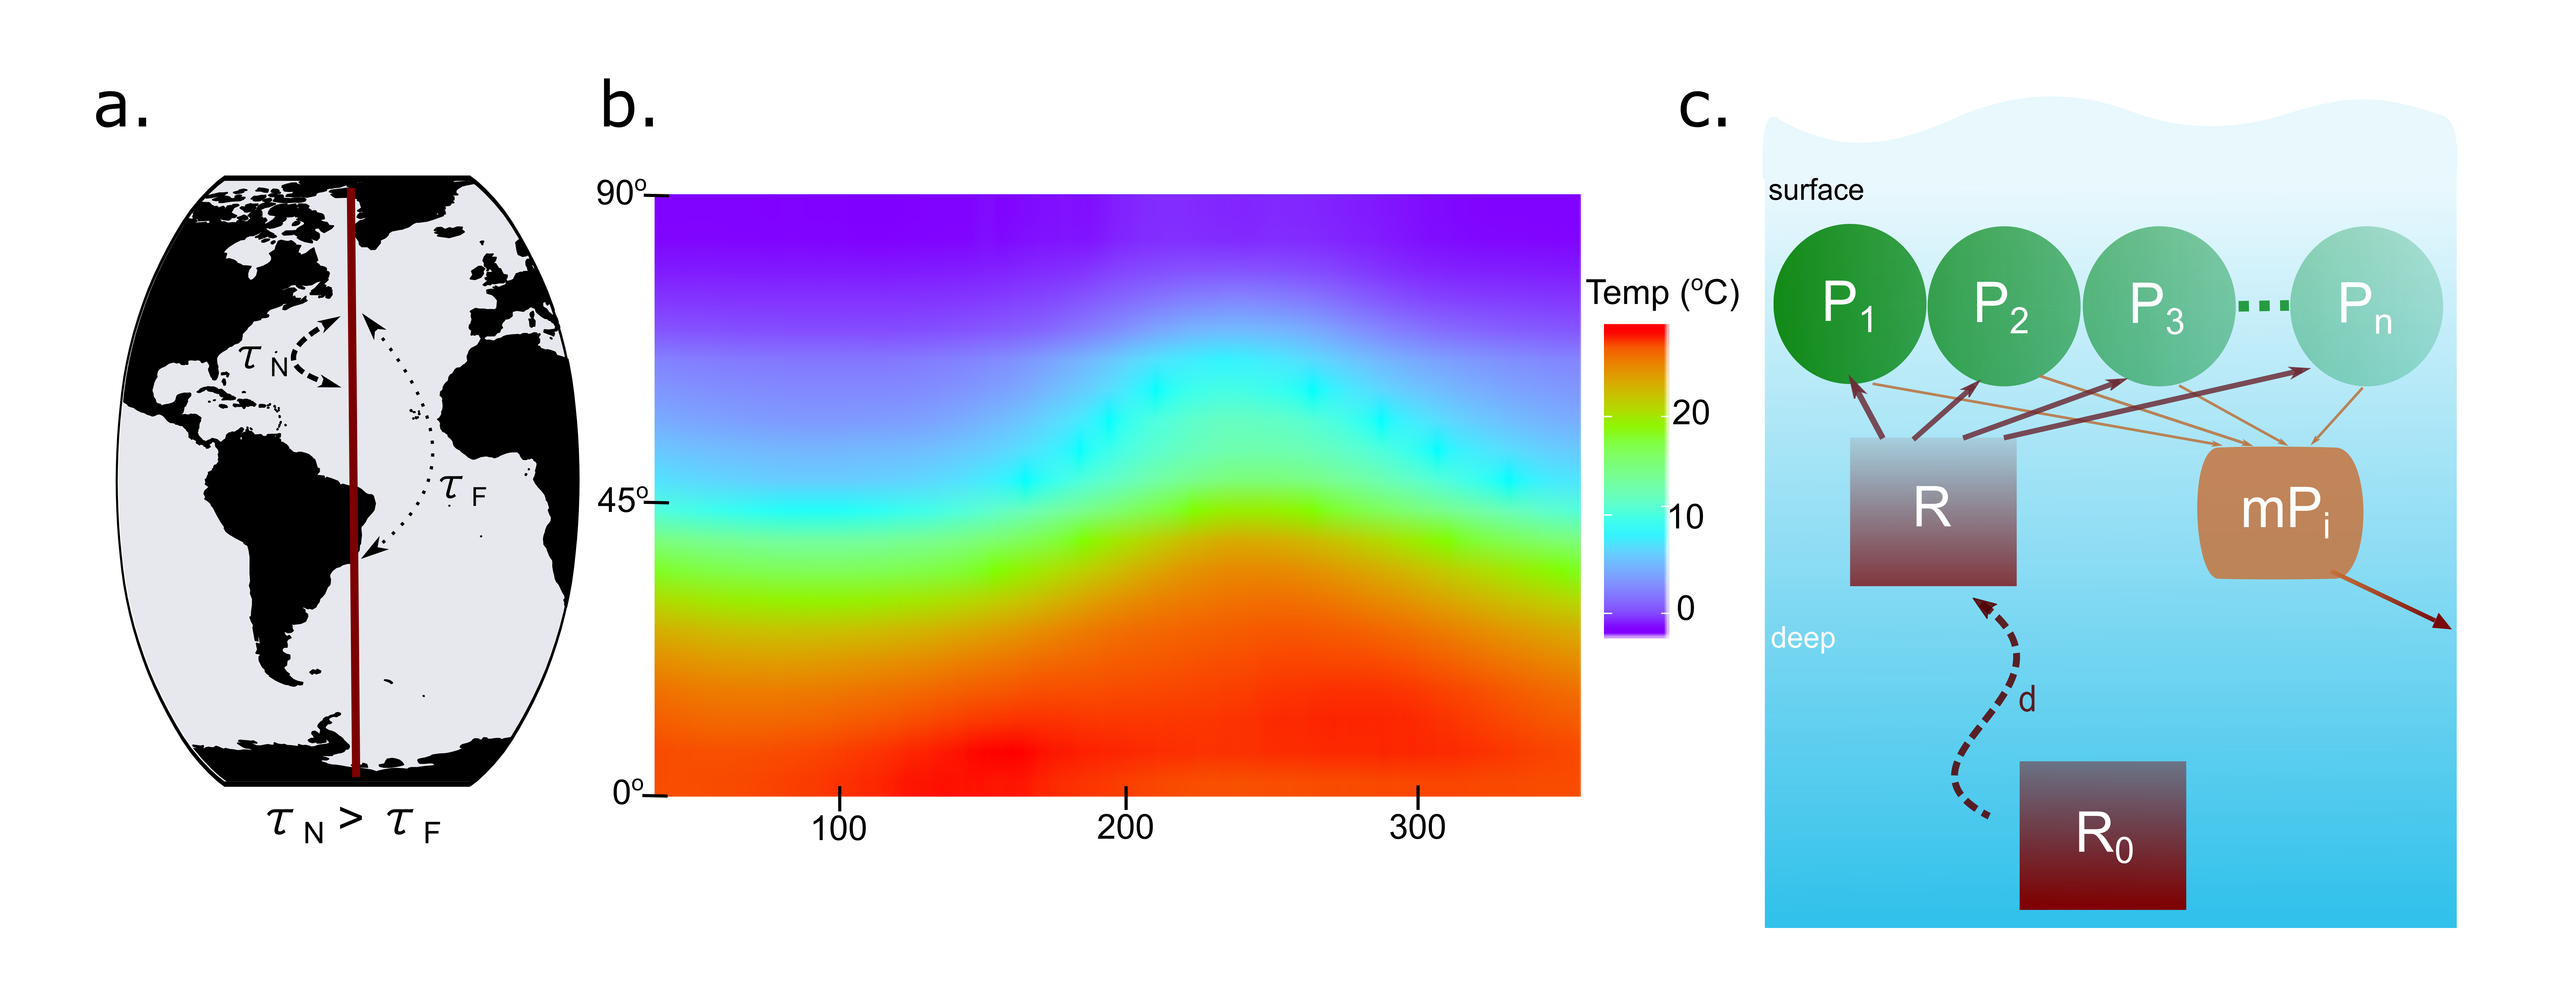 a.
τ N
τ F
τ N > τ F
b.
90º
45º
0º
100
200
300
Temp (ºC)
20
10
0
c.
surface
P1
P2
P3
Pn
R
mPi
deep
d
R0